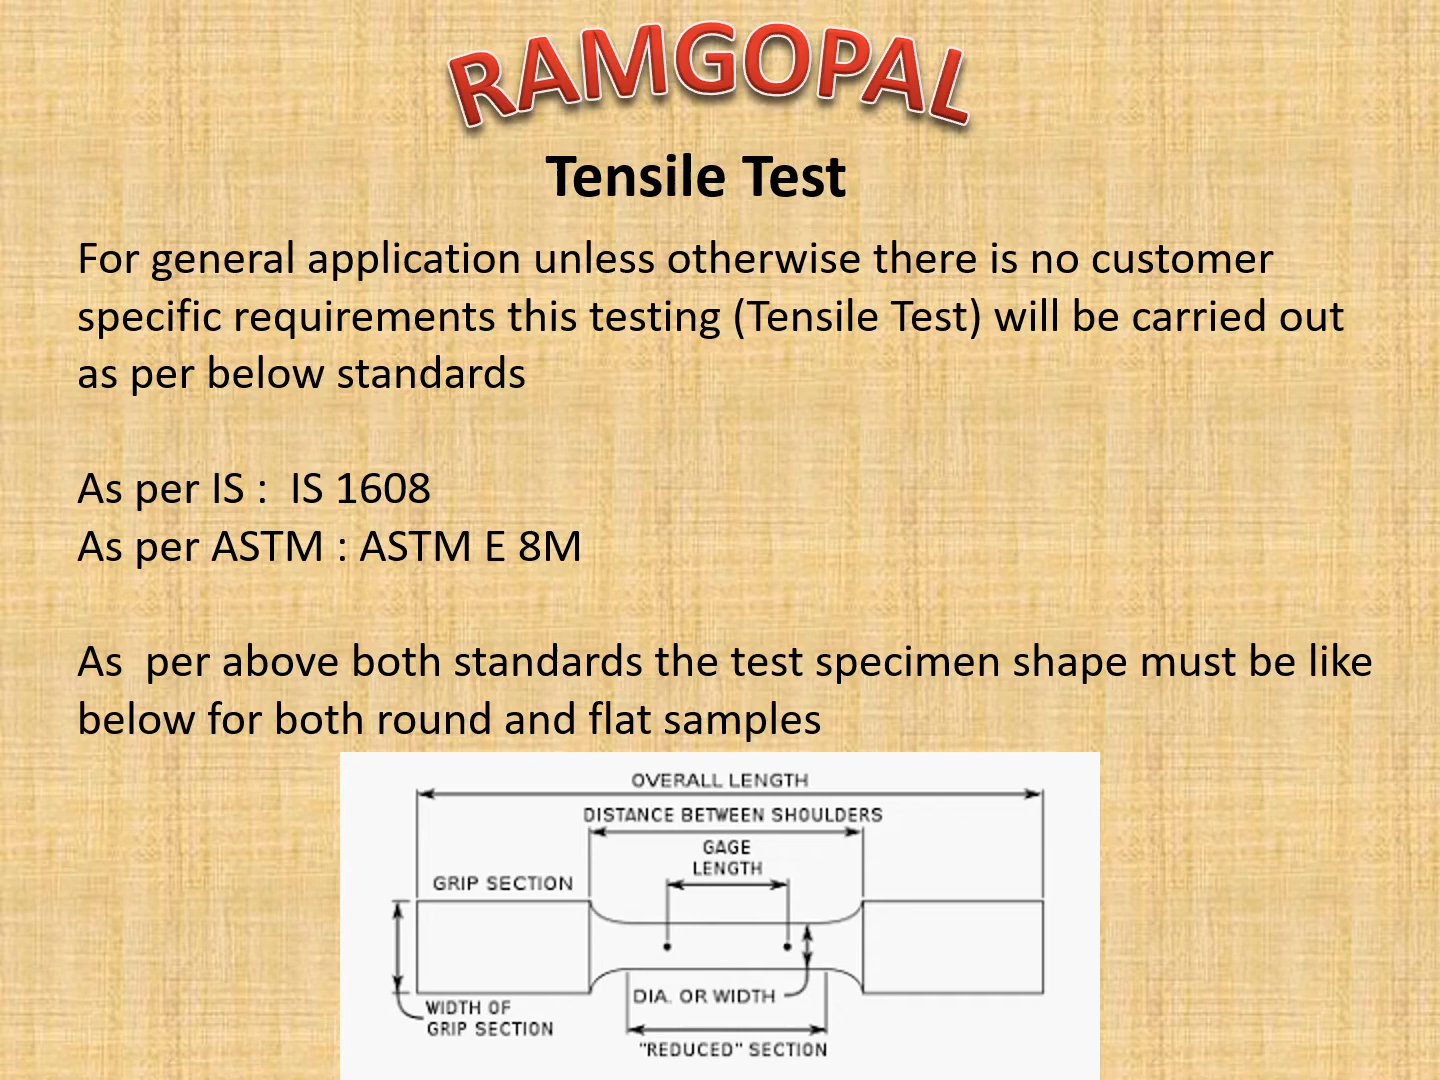 RAMGOPAL
Tensile Test
For general application unless otherwise there is no customer
specific requirements this testing (Tensile Test) will be carried out
as per below standards
As per IS :  IS 1608
As per ASTM : ASTM E 8M
As  per above both standards the test specimen shape must be like
below for both round and flat samples
OVERALL LENGTH
DISTANCE BETWEEN SHOULDERS
GAGE
LENGTH
GRIP SECTION
DIA. OR WIDTH
WIDTH OF
GRIP SECTION
"REDUCED" SECTION